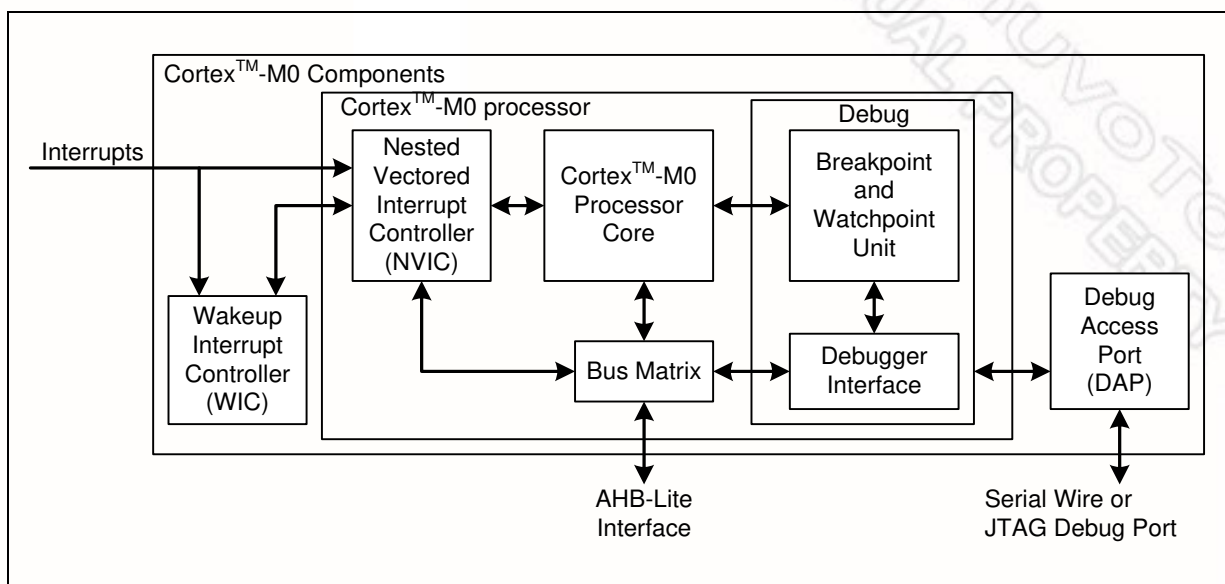 Cortex™-M0 Components
Cortex™-M0 processor
Debug
Interrupts
Nested
Vectored
Interrupt
Controller
(NVIC)
Cortex™-M0
Processor
Core
Breakpoint
and
Watchpoint
Unit
Wakeup
Interrupt
Controller
(WIC)
Bus Matrix
Debugger
Interface
Debug
Access
Port
(DAP)
AHB-Lite
Interface
Serial Wire or
JTAG Debug Port